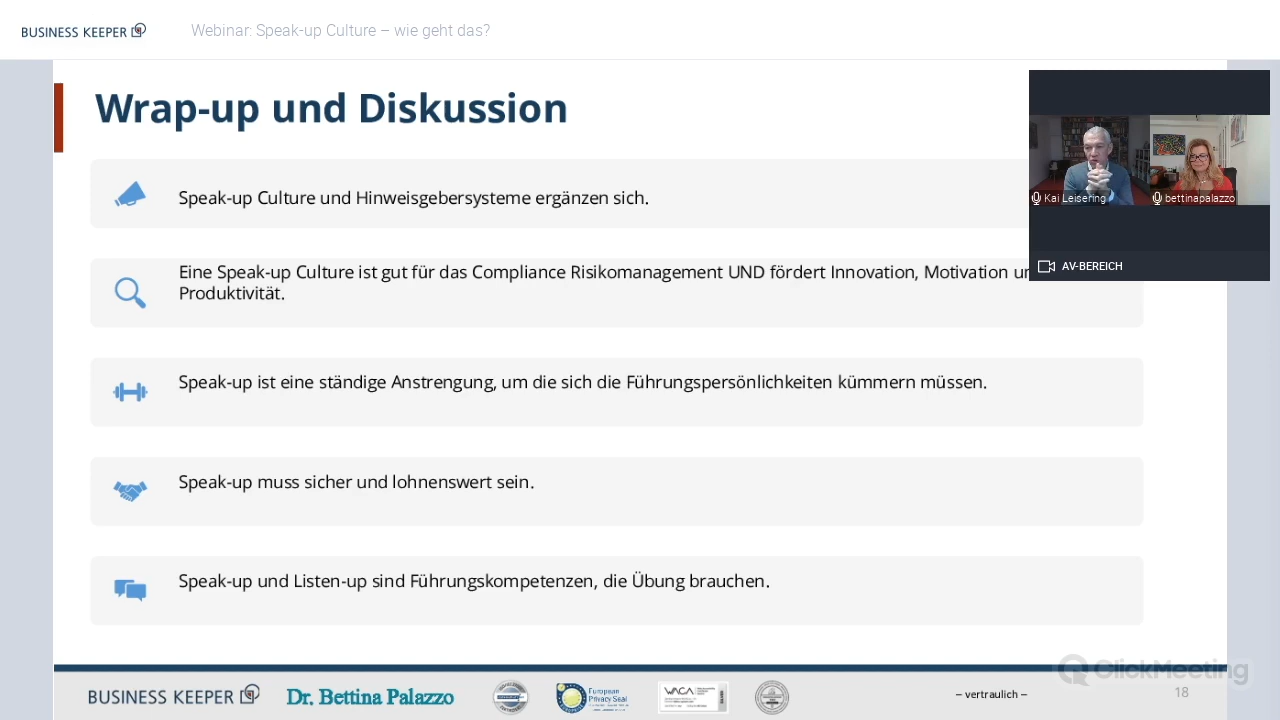 BUSINESS KEEPER
Webinar: Speak-up Culture – wie geht das?
Wrap-up und Diskussion
Speak-up Culture und Hinweisgebersysteme ergänzen sich.
Kai Leisering
bettinapalazzo
AV-BEREICH
Eine Speak-up Culture ist gut für das Compliance Risikomanagement UND fördert Innovation, Motivation
Produktivität.
Speak-up ist eine ständige Anstrengung, um die sich die Führungspersönlichkeiten kümmern müssen.
Speak-up muss sicher und lohnenswert sein.
Speak-up und Listen-up sind Führungskompetenzen, die Übung brauchen.
ClickMeeting
BUSINESS KEEPER
Dr. Bettina Palazzo
European
Privacy Seal
WACA
– vertraulich –
18